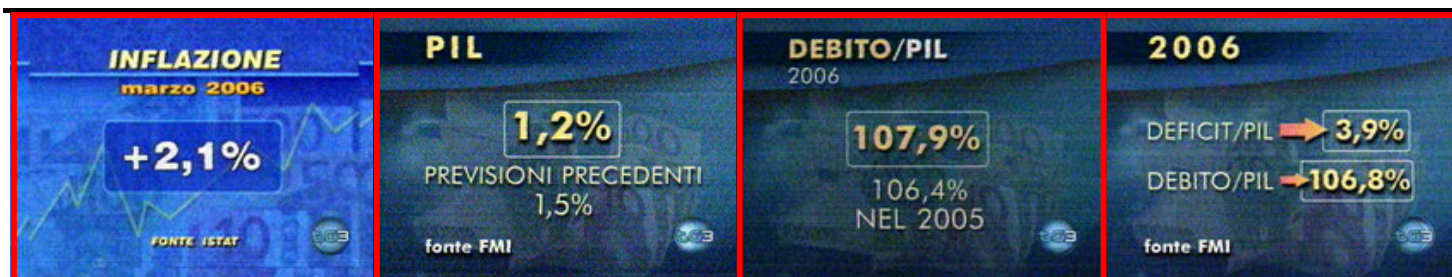 INFLAZIONE
marzo 2006
+2,1%
FONTE ISTAT
PIL
1,2%
PREVISIONI PRECEDENTI
1,5%
fonte FMI
DEBITO/PIL
2006
107,9%
106,4%
NEL 2005
2006
DEFICIT/PIL 3,9%
DEBITO/PIL 106,8%
fonte FMI